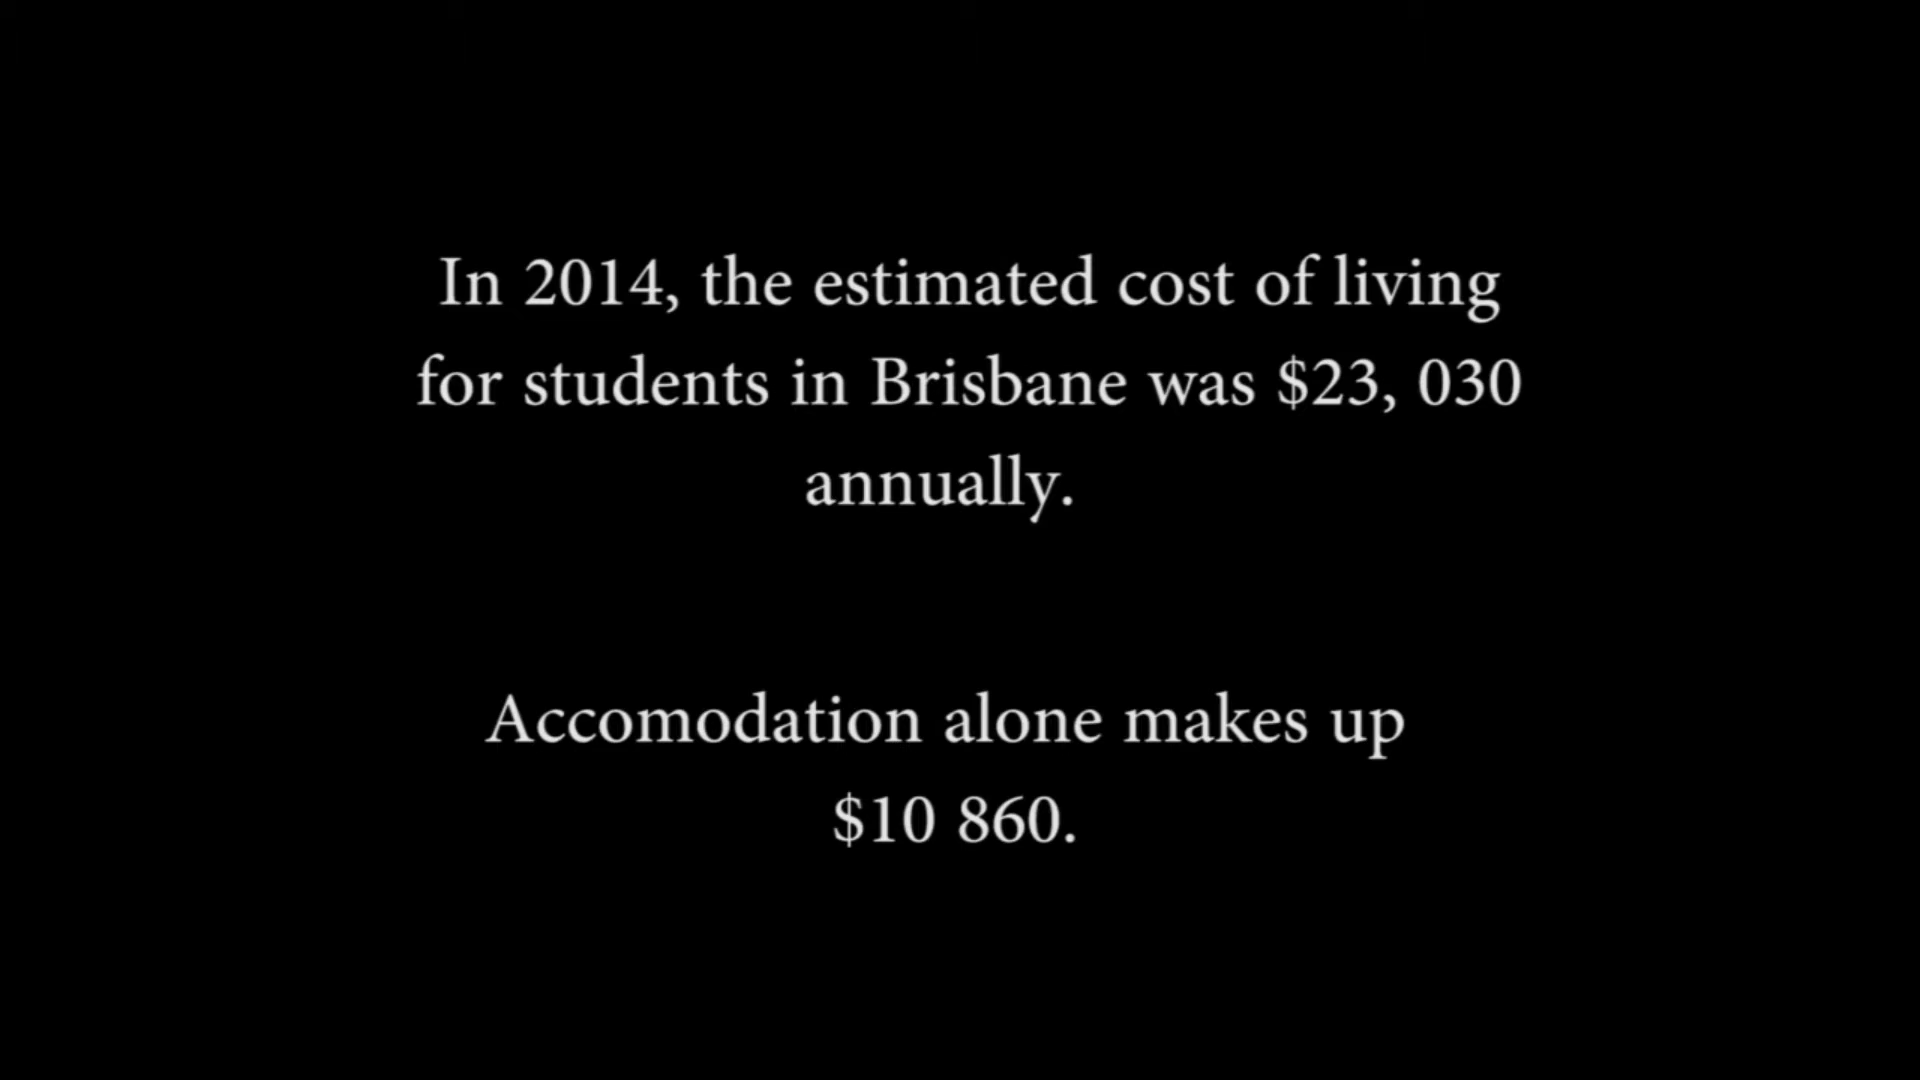 In 2014, the estimated cost of living
for students in Brisbane was $23, 030
annually.
Accomodation alone makes up
$10 860.